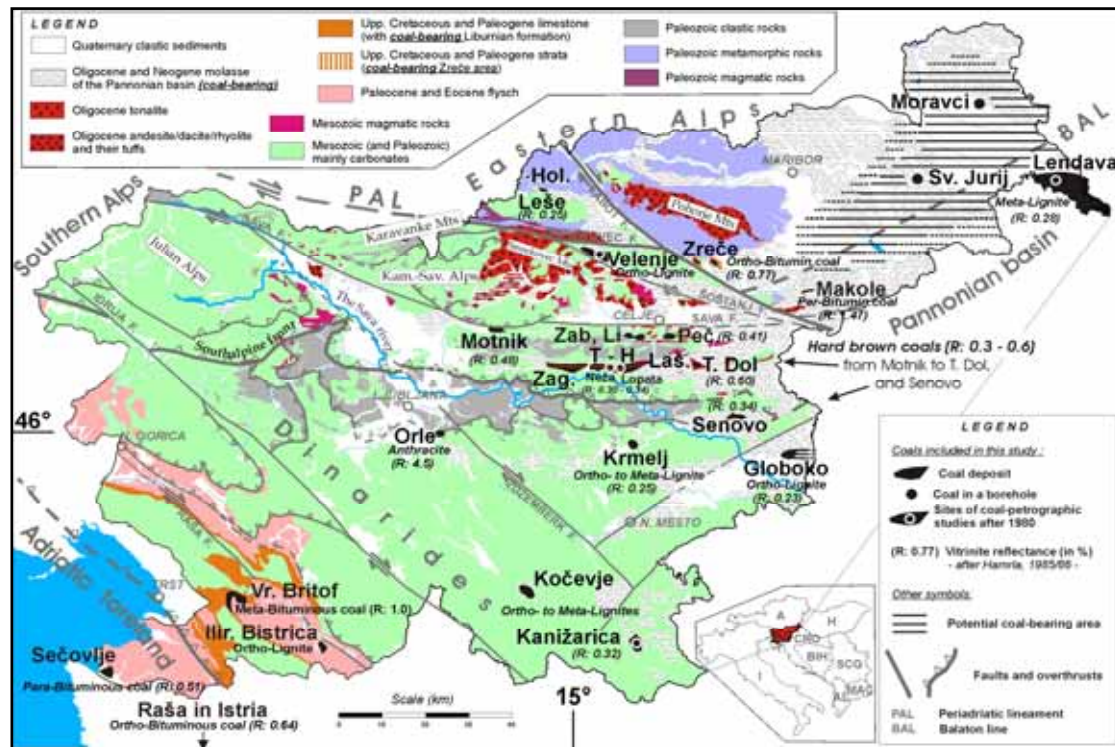 LEGEND
Quaternary clastic sediments
Oligocene and Neogene molasse
of the Pannonian basin (coal-bearing)
Oligocene tonalite
Oligocene andesite/dacite/rhyolite
and their tuffs
Upp. Cretaceous and Paleogene limestone
(with coal-bearing Liburnian formation)
Upp. Cretaceous and Paleogene strata
(coal-bearing Zreče area)
Paleocene and Eocene flysch
Mesozoic magmatic rocks
Mesozoic (and Paleozoic)
mainly carbonates
Paleozoic clastic rocks
Paleozoic metamorphic rocks
Paleozoic magmatic rocks
Eastern Alps
Southern Alps
PAL
BAL
Moravci
MARIBOR
Lendava
Meta-Lignite
(R: 0.28)
Sv. Jurij
Hol.
Leše
(R: 0.25)
Pohorje Mts.
Karavanke Mts.
Julian Alps
Kam.-Sav. Alps
Velenje
Ortho-Lignite
Zreče
Ortho-Bitumin coal
(R: 0.77)
Makole
Per-Bitumin coal
(R: 1.47)
Pannonian basin
IDRIJA F.
The Sava river
ŠOŠTANJ F.
SAVA F.
CELJE
Southalpine front
Motnik
(R: 0.48)
Zab. Li
Peč.
(R: 0.41)
T - H
Laš.
T. Dol
(R: 0.60)
Zag.
Neža
Lopata
Hard brown coals (R: 0.3 - 0.6)
from Motnik to T. Dol,
and Senovo
(R: 0.34)
Senovo
LJUBLJANA
46°
N. GORICA
Orle
Anthracite
(R: 4.5)
Krmelj
Ortho- to Meta-Lignite
(R: 0.25)
Globoko
Ortho-Lignite
(R: 0.23)
Dinarides
ŽUŽEMBERK F.
N. MESTO
RAŠA F.
Adriatic foreland
TRST
Vr. Britof
Meta-Bituminous coal (R: 1.0)
Ilir. Bistrica
Ortho-Lignite
Kočevje
Ortho- to Meta-Lignites
Kanižarica
(R: 0.32)
Sečovlje
Para-Bituminous coal (R: 0.51)
Raša in Istria
Ortho-Bituminous coal (R: 0.64)
Scale (km)
15°
A
H
CRO
BIH
SCG
I
AL
MAC
LEGEND
Coals included in this study:
Coal deposit
Coal in a borehole
Sites of coal-petrographic
studies after 1980
(R: 0.77) Vitrinite reflectance (in %)
- after Hamrla, 1985/86 -
Other symbols:
Potential coal-bearing area
Faults and overthrusts
PAL Periadriatic lineament
BAL Balaton line